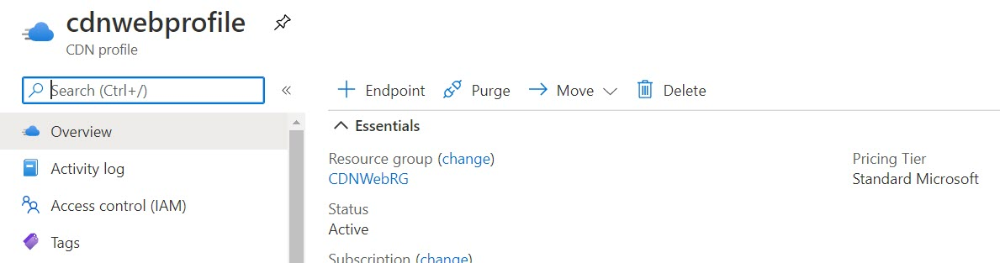 cdnwebprofile
CDN profile
Search (Ctrl+/)
«
Overview
Activity log
Access control (IAM)
Tags
Endpoint Purge Move Delete
Essentials
Resource group (change) Pricing Tier
CDNWebRG Standard Microsoft
Status
Active
Subscription (change)